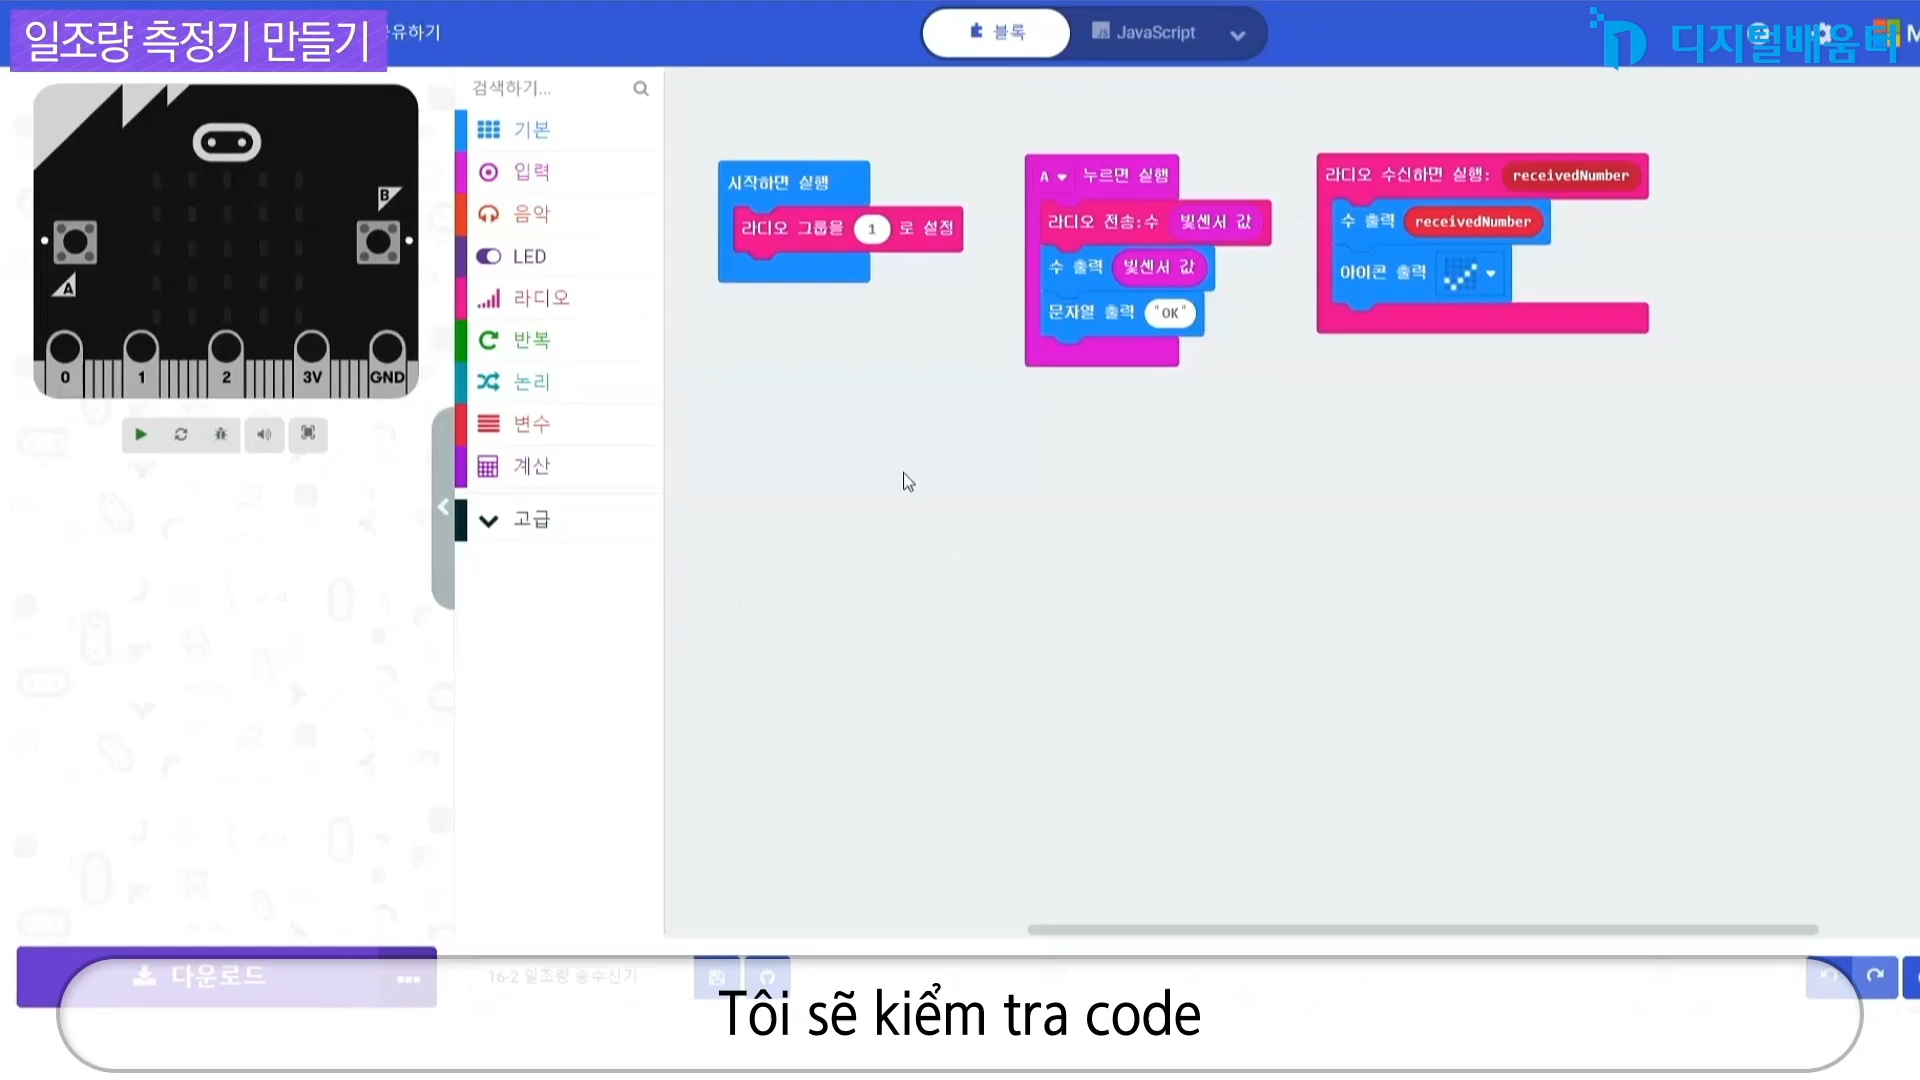 일조량 측정기 만들기
유하기
블록
JS JavaScript
디지털배움터
M
검색하기...
기본
입력
음악
LED
라디오
반복
논리
변수
계산
고급
B
A
0 1 2 3V GND
시작하면 실행
라디오 그룹을 1 로 설정
A 누르면 실행
라디오 전송:수 빛센서 값
수 출력 빛센서 값
문자열 출력 "OK"
라디오 수신하면 실행: receivedNumber
수 출력 receivedNumber
아이콘 출력
다운로드 ...
16-2 일조량 송수신기
Tôi sẽ kiểm tra code